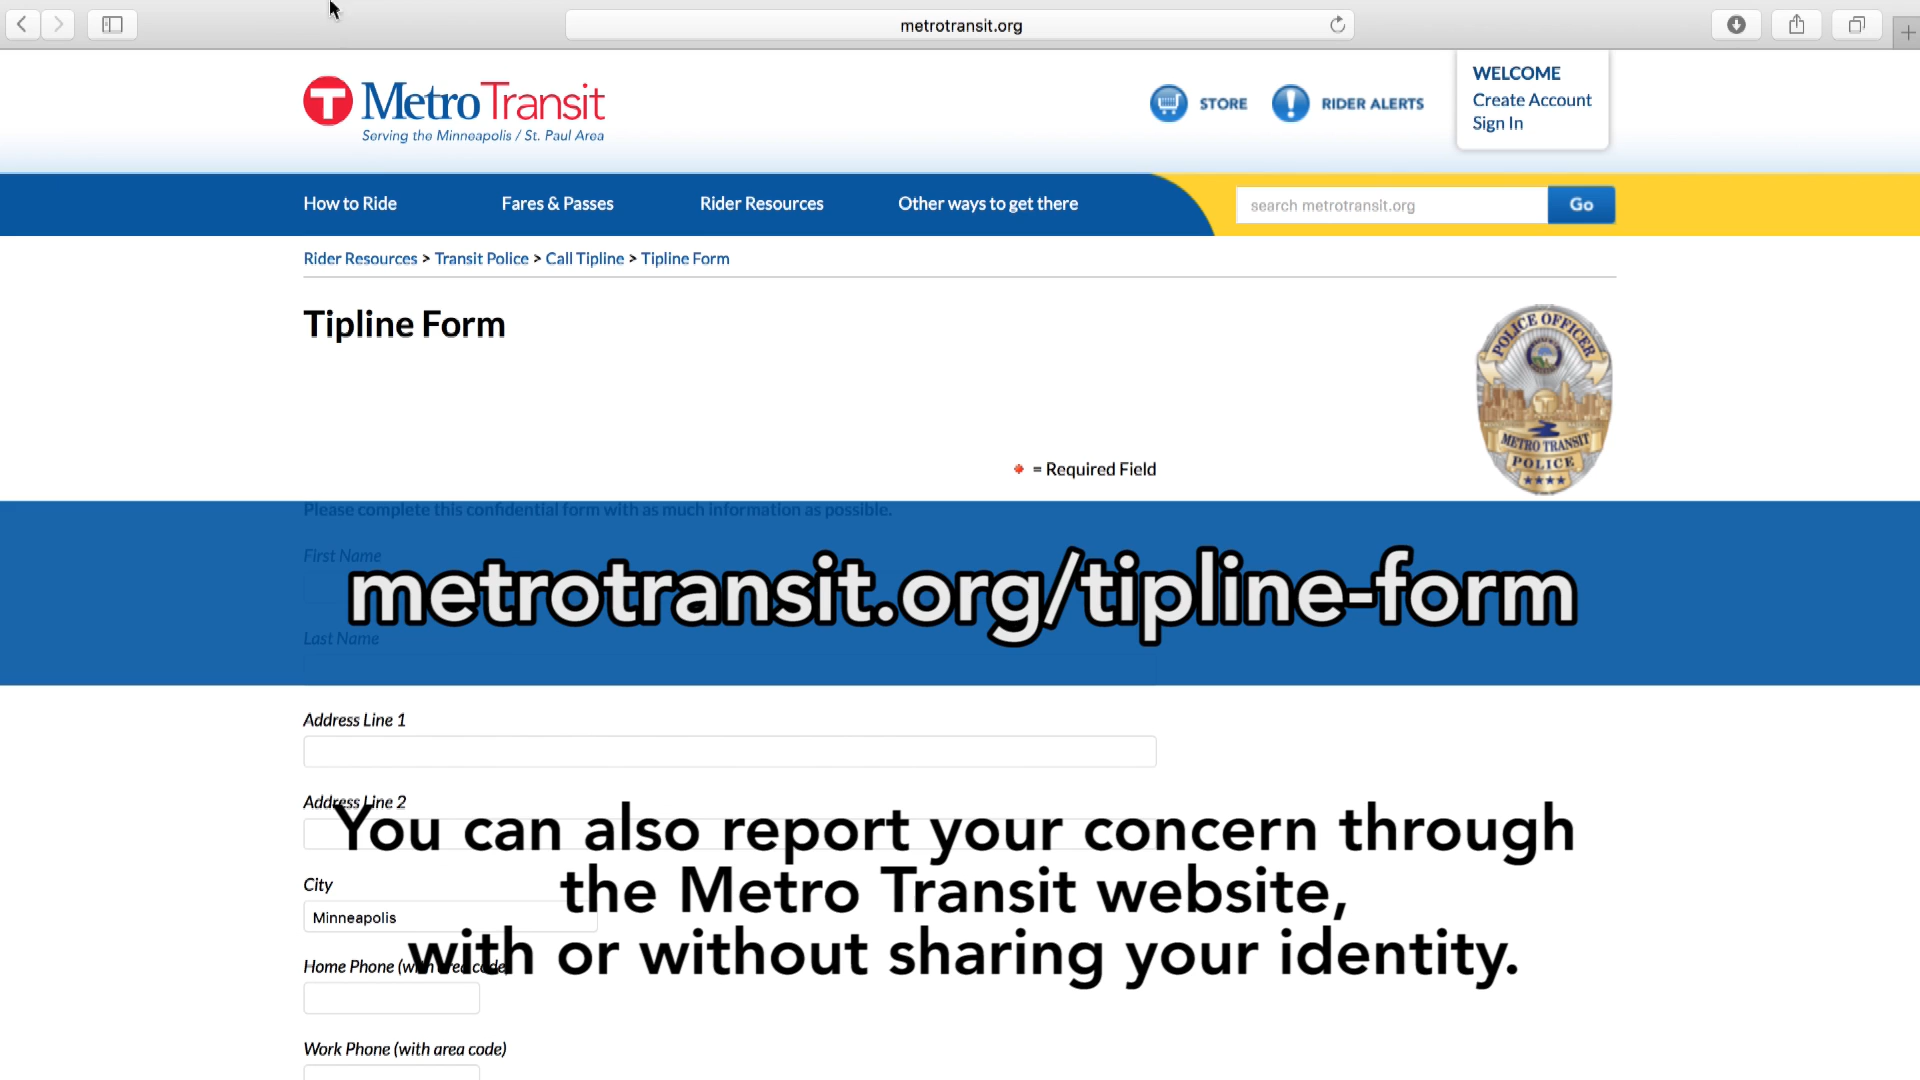 metrotransit.org
WELCOME
Create Account
Sign In
T MetroTransit
Serving the Minneapolis / St. Paul Area
STORE
RIDER ALERTS
How to Ride
Fares & Passes
Rider Resources
Other ways to get there
search metrotransit.org
Go
Rider Resources > Transit Police > Call Tipline > Tipline Form
Tipline Form
POLICE OFFICER
METRO TRANSIT
POLICE
= Required Field
Please complete this confidential form with as much information as possible.
First Name
metrotransit.org/tipline-form
Last Name
Address Line 1
Address Line 2
You can also report your concern through
the Metro Transit website,
with or without sharing your identity.
City
Minneapolis
Home Phone (with area code)
Work Phone (with area code)